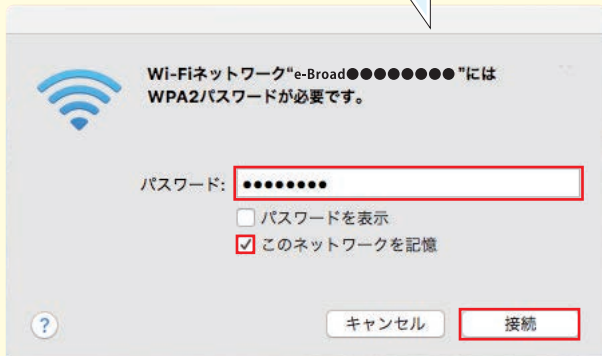 Wi-Fiネットワーク“e-Broad●●●●●●●●”には
WPA2パスワードが必要です。
パスワード: ●●●●●●●●
パスワードを表示
このネットワークを記憶
? キャンセル 接続